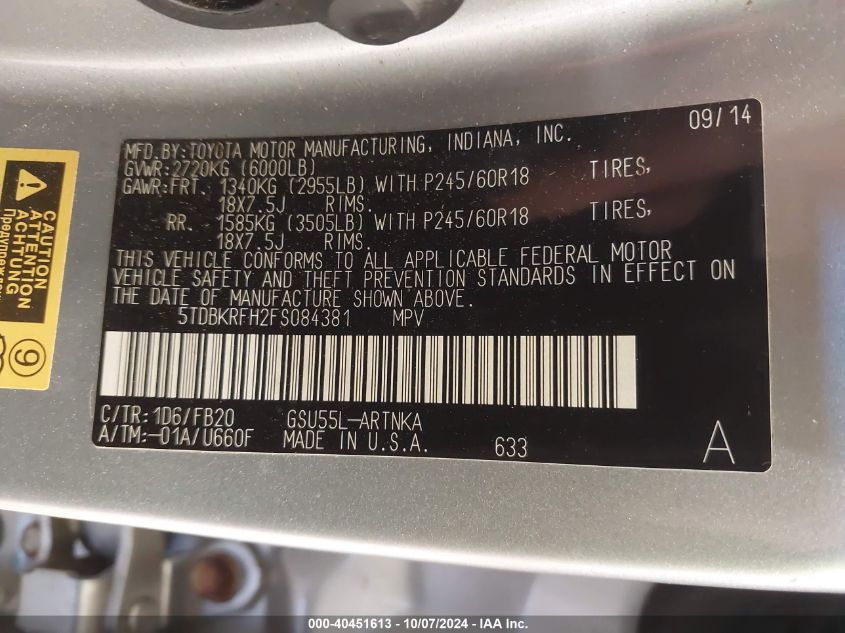 09/14
MFD.BY:TOYOTA MOTOR MANUFACTURING, INDIANA, INC.
GVWR:2720KG (6000LB)
GAWR:FRT. 1340KG (2955LB) WITH P245/60R18 TIRES,
18X7.5J RIMS.
RR. 1585KG (3505LB) WITH P245/60R18 TIRES,
18X7.5J RIMS.
THIS VEHICLE CONFORMS TO ALL APPLICABLE FEDERAL MOTOR
VEHICLE SAFETY AND THEFT PREVENTION STANDARDS IN EFFECT ON
THE DATE OF MANUFACTURE SHOWN ABOVE.
5TDBKRFH2FS084381 MPV
C/TR:1D6/FB20 GSU55L-ARTNKA
A/TM:-01A/U660F MADE IN U.S.A. 633 A
CAUTION
ATTENTION
ACHTUNG
9
000-40451613 - 10/07/2024 - IAA Inc.